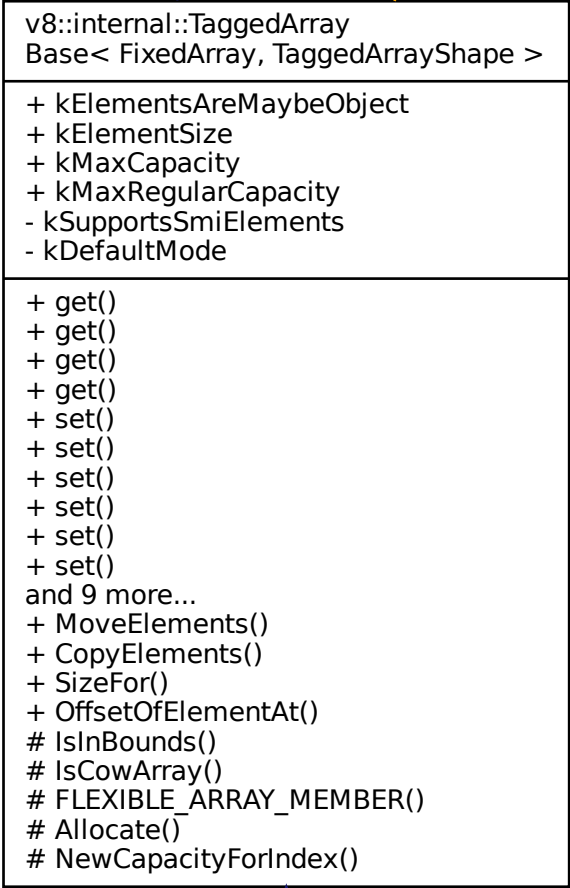 v8::internal::TaggedArray
Base< FixedArray, TaggedArrayShape >
+ kElementsAreMaybeObject
+ kElementSize
+ kMaxCapacity
+ kMaxRegularCapacity
- kSupportsSmiElements
- kDefaultMode
+ get()
+ get()
+ get()
+ get()
+ set()
+ set()
+ set()
+ set()
+ set()
+ set()
and 9 more...
+ MoveElements()
+ CopyElements()
+ SizeFor()
+ OffsetOfElementAt()
# IsInBounds()
# IsCowArray()
# FLEXIBLE_ARRAY_MEMBER()
# Allocate()
# NewCapacityForIndex()